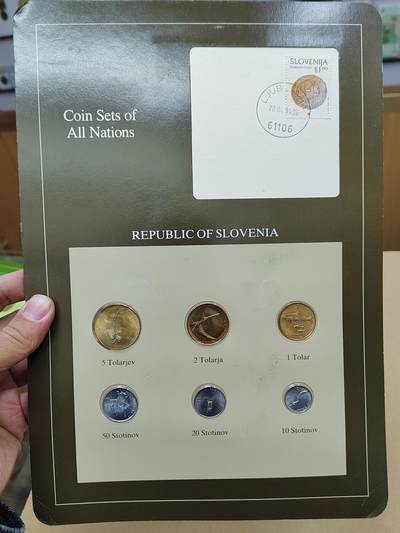 Coin Sets of
All Nations
SLOVENIJA
61106
REPUBLIC OF SLOVENIA
5 Tolarjev
2 Tolarja
1 Tolar
50 Stotinov
20 Stotinov
10 Stotinov